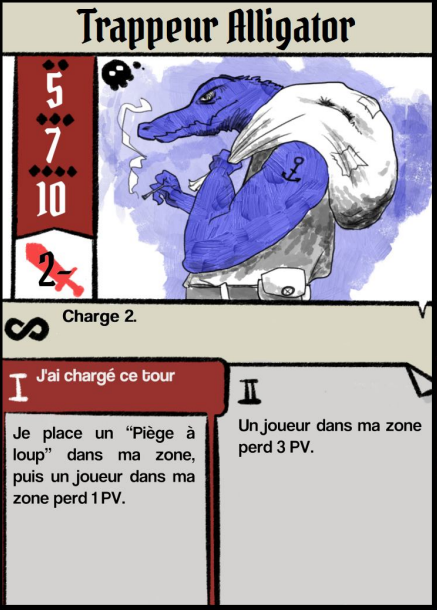 Trappeur Alligator
5
7
10
2-
Charge 2.
I J'ai chargé ce tour
Je place un “Piège à
loup” dans ma zone,
puis un joueur dans ma
zone perd 1 PV.
II
Un joueur dans ma zone
perd 3 PV.